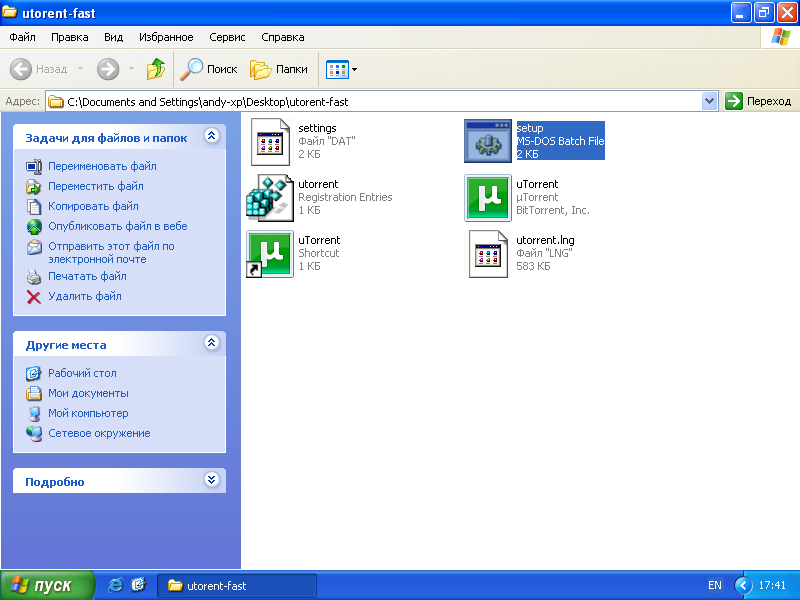 utorent-fast
Файл Правка Вид Избранное Сервис Справка
Назад Поиск Папки
Адрес: C:\Documents and Settings\andy-xp\Desktop\utorent-fast Переход
Задачи для файлов и папок
Переименовать файл
Переместить файл
Копировать файл
Опубликовать файл в вебе
Отправить этот файл по
электронной почте
Печатать файл
Удалить файл
Другие места
Рабочий стол
Мои документы
Мой компьютер
Сетевое окружение
Подробно
settings
Файл "DAT"
2 КБ
setup
MS-DOS Batch File
2 КБ
utorrent
Registration Entries
1 КБ
uTorrent
µTorrent
BitTorrent, Inc.
uTorrent
Shortcut
1 КБ
utorrent.lng
Файл "LNG"
583 КБ
пуск utorent-fast EN 17:41